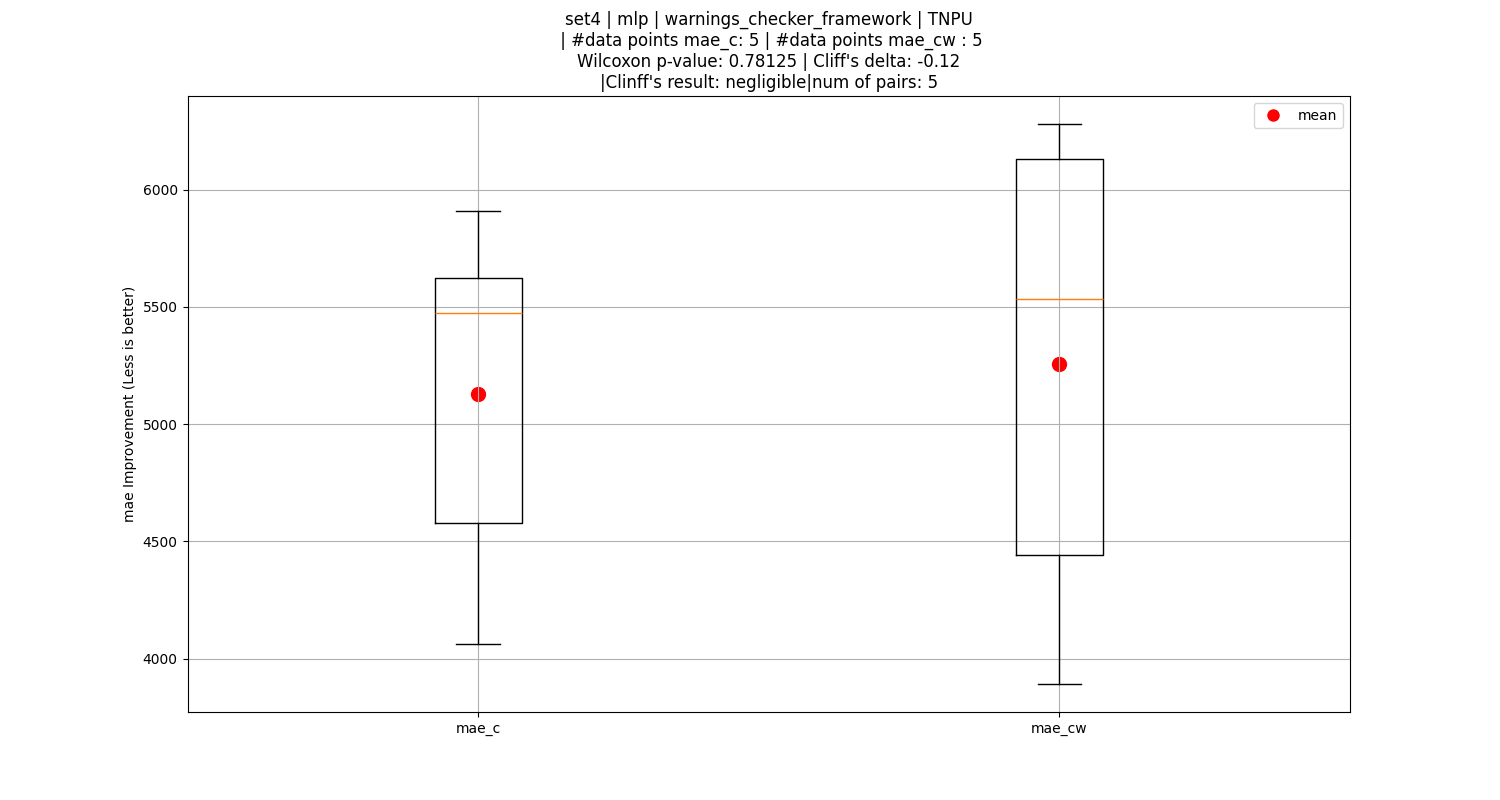 set4 | mlp | warnings_checker_framework | TNPU
| #data points mae_c: 5 | #data points mae_cw : 5
Wilcoxon p-value: 0.78125 | Cliff's delta: -0.12
|Clinff's result: negligible|num of pairs: 5
mean
mae Improvement (Less is better)
6000
5500
5000
4500
4000
mae_c
mae_cw